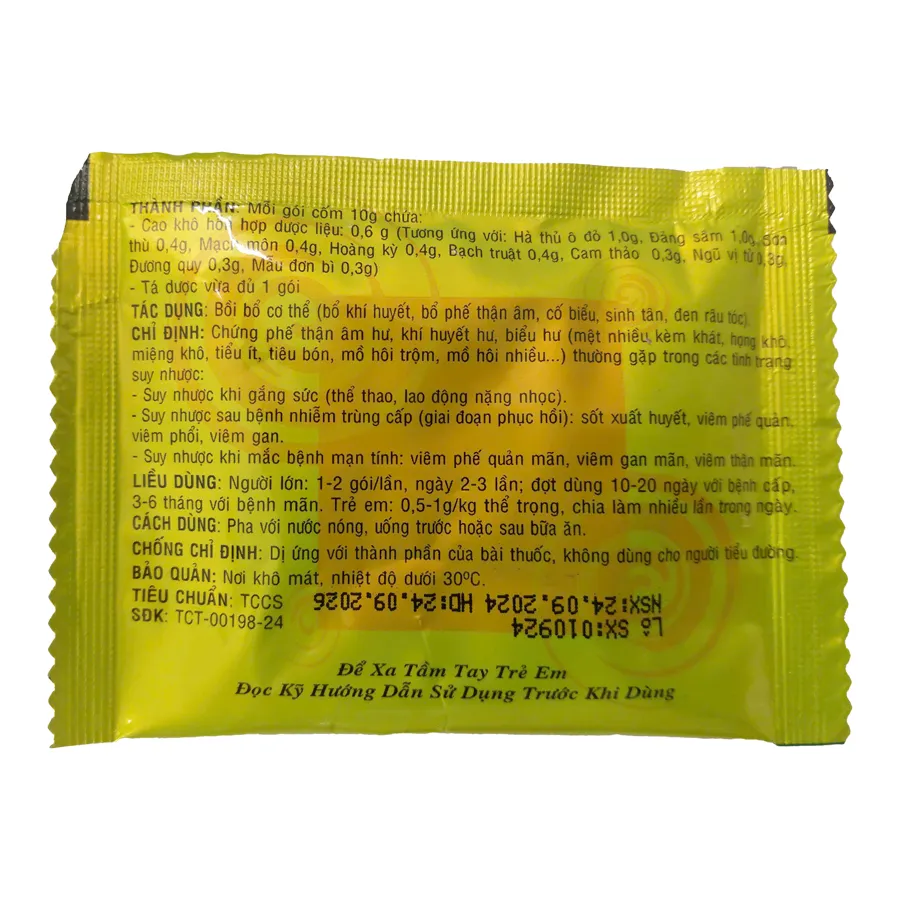 THÀNH PHẦN: Mỗi gói cốm 10g chứa:
- Cao khô hỗn hợp dược liệu: 0,6 g (Tương ứng với: Hà thủ ô đỏ 1,0g, Đảng sâm 1,0g, Sơn
thù 0,4g, Mạch môn 0,4g, Hoàng kỳ 0,4g, Bạch truật 0,4g, Cam thảo 0,3g, Ngũ vị tử 0,3g,
Đương quy 0,3g, Mẫu đơn bì 0,3g)
- Tá dược vừa đủ 1 gói
TÁC DỤNG: Bồi bổ cơ thể (bổ khí huyết, bổ phế thận âm, cố biểu, sinh tân, đen râu tóc).
CHỈ ĐỊNH: Chứng phế thận âm hư, khí huyết hư, biểu hư (mệt nhiều, kèm khát, họng khô,
miệng khô, tiểu ít, tiêu bón, mồ hôi trộm, mồ hôi nhiều...) thường gặp trong các tình trạng
suy nhược:
- Suy nhược khi gắng sức (thể thao, lao động nặng nhọc).
- Suy nhược sau bệnh nhiễm trùng cấp (giai đoạn phục hồi): sốt xuất huyết, viêm phế quản,
viêm phổi, viêm gan.
- Suy nhược khi mắc bệnh mạn tính: viêm phế quản mãn, viêm gan mãn, viêm thận mãn.
LIỀU DÙNG: Người lớn: 1-2 gói/lần, ngày 2-3 lần; đợt dùng 10-20 ngày với bệnh cấp,
3-6 tháng với bệnh mãn. Trẻ em: 0,5-1g/kg thể trọng, chia làm nhiều lần trong ngày.
CÁCH DÙNG: Pha với nước nóng, uống trước hoặc sau bữa ăn.
CHỐNG CHỈ ĐỊNH: Dị ứng với thành phần của bài thuốc, không dùng cho người tiểu đường.
BẢO QUẢN: Nơi khô mát, nhiệt độ dưới 30ºC.
TIÊU CHUẨN: TCCS
SĐK: TCT-00198-24
Lô SX:010924
NSX:24.09.2024 HD:24.09.2026
Để Xa Tầm Tay Trẻ Em
Đọc Kỹ Hướng Dẫn Sử Dụng Trước Khi Dùng